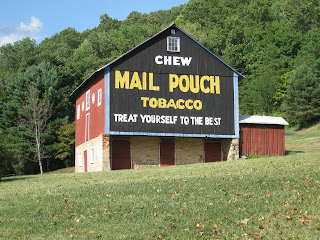 CHEW
MAIL POUCH
TOBACCO
TREAT YOURSELF TO THE BEST